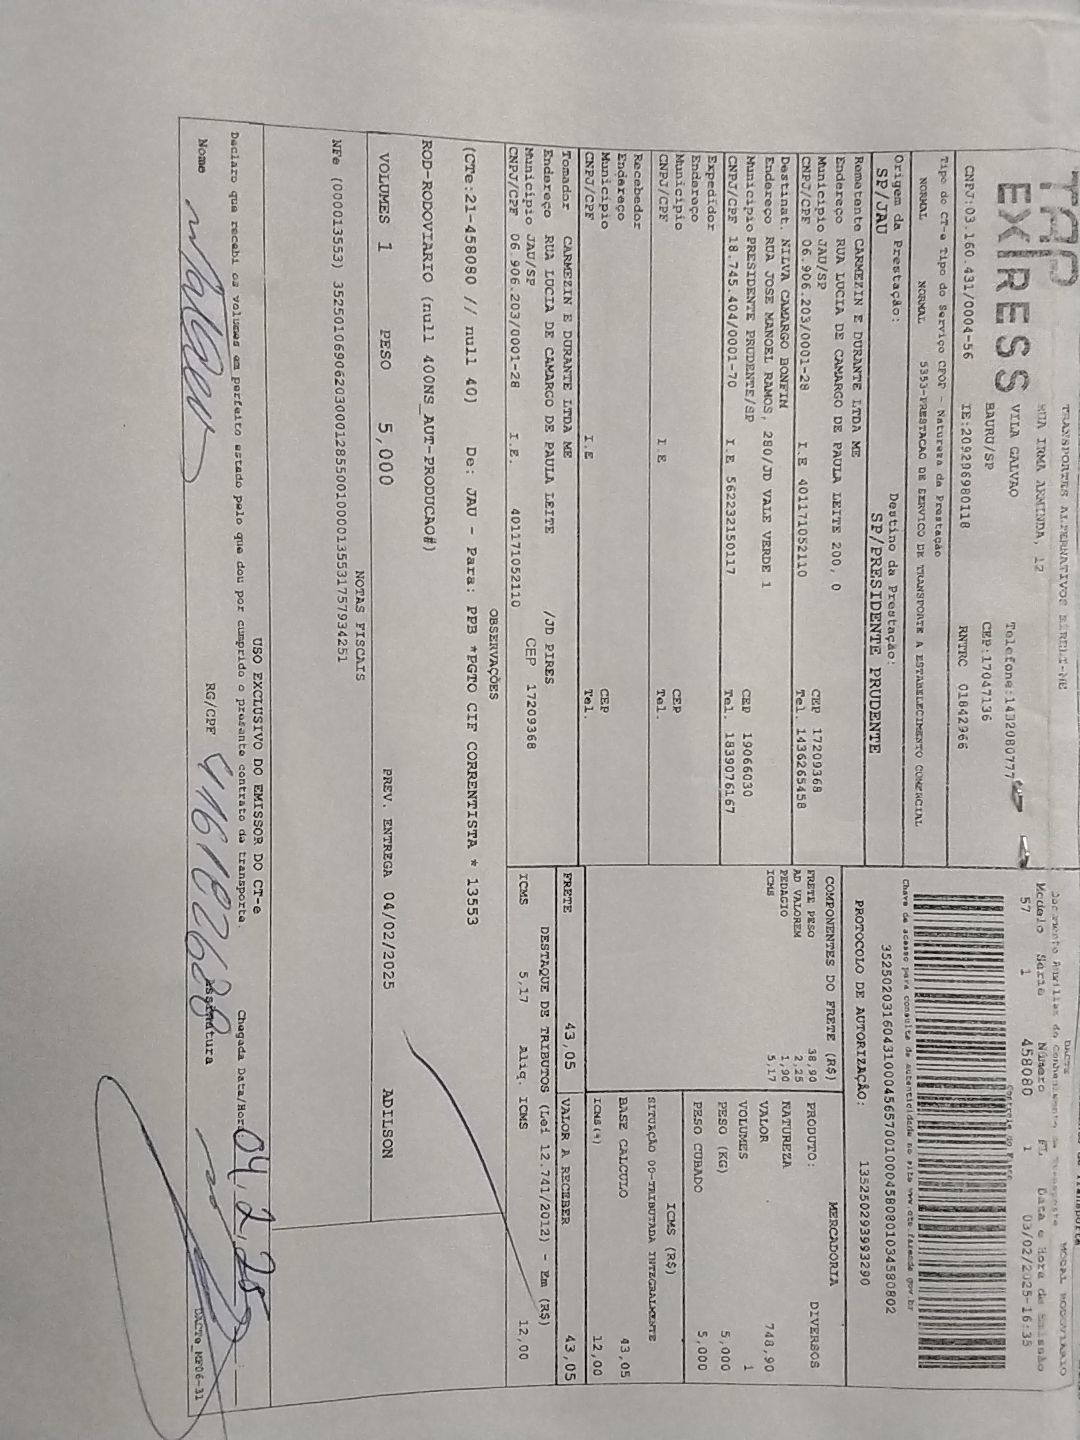 TAP
EXPRESS
TRANSPORTES ALTERNATIVOS EIRELI-ME
RUA IRMA ARMINDA, 12
VILA GALVAO
Telefone:1432080777
BAURU/SP
CEP:17047136
CNPJ:03.160.431/0004-56 IE:209296980118 RNTRC 01842966
DACTE
Documento Auxiliar do Conhecimento de Transporte
MODAL RODOVIARIO
Modelo Serie Número FL Data e Hora de Emissão
57 1 458080 1 03/02/2025-16:35
Controle do Fisco
Tipo do CT-e Tipo do Serviço CFOP - Natureza da Prestação
NORMAL NORMAL 5353-PRESTACAO DE SERVICO DE TRANSPORTE A ESTABELECIMENTO COMERCIAL
Chave de acesso para consulta de autenticidade no site www.cte.fazenda.gov.br
35250203160431000456570010004580801034580802
Origem da Prestação: Destino da Prestação:
SP/JAU SP/PRESIDENTE PRUDENTE
PROTOCOLO DE AUTORIZAÇÃO: 135250293993290
Remetente CARMEZIN E DURANTE LTDA ME
Endereço RUA LUCIA DE CAMARGO DE PAULA LEITE 200, 0
Município JAU/SP CEP 17209368
CNPJ/CPF 06.906.203/0001-28 I.E 401171052110 Tel. 1436265458
Destinat. NILVA CAMARGO BONFIM
Endereço RUA JOSE MANOEL RAMOS, 280/JD VALE VERDE 1
Município PRESIDENTE PRUDENTE/SP CEP 19066030
CNPJ/CPF 18.745.404/0001-70 I.E 562232150117 Tel. 1839076167
Expedidor
Endereço
Município CEP
CNPJ/CPF I.E Tel.
Recebedor
Endereço
Município CEP
CNPJ/CPF I.E Tel.
Tomador CARMEZIN E DURANTE LTDA ME
Endereço RUA LUCIA DE CAMARGO DE PAULA LEITE /JD PIRES
Município JAU/SP CEP 17209368
CNPJ/CPF 06.906.203/0001-28 I.E. 401171052110
COMPONENTES DO FRETE (R$)
FRETE PESO 38,90
AD VALOREM 2,25
PEDAGIO 1,90
ICMS 5,17
FRETE 43,05
MERCADORIA
PRODUTO: DIVERSOS
NATUREZA
VALOR 748,90
VOLUMES 1
PESO (KG) 5,000
PESO CUBADO 5,000
ICMS (R$)
SITUAÇÃO 00-TRIBUTADA INTEGRALMENTE
BASE CALCULO 43,05
ICMS(%) 12,00
VALOR A RECEBER 43,05
DESTAQUE DE TRIBUTOS (Lei 12.741/2012) - Em (R$)
ICMS 5,17 Aliq. ICMS 12,00
OBSERVAÇÕES
(CTe:21-458080 // null 40) De: JAU - Para: PPB *PGTO CIF CORRENTISTA * 13553
ROD-RODOVIARIO (null 400NS_AUT-PRODUCAO#)
VOLUMES 1 PESO 5,000 PREV. ENTREGA 04/02/2025 ADILSON
NOTAS FISCAIS
NFe (000013553) 35250106906203000128550010000135531757934251
USO EXCLUSIVO DO EMISSOR DO CT-e
Declaro que recebi os volumes em perfeito estado pelo que dou por cumprido o presente contrato de transporte. Chegada Data/Hora 04,2,25
Nome RG/CPF Assinatura
DACTe_MP06-31